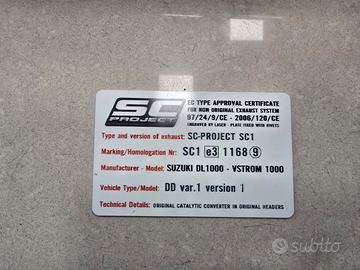 SC
PROJECT
EC TYPE APPROVAL CERTIFICATE
FOR NON ORIGINAL EXHAUST SYSTEM
97/24/9/CE - 2006/120/CE
ENGRAVED BY LASER - PLATE FIXED WITH RIVETS
Type and version of exhaust: SC-PROJECT SC1
Marking/Homologation Nr: SC1 e3 1168 9
Manufacturer - Model: SUZUKI DL1000 - VSTROM 1000
Vehicle Type/Model: DD var.1 version 1
Technical Details: ORIGINAL CATALYTIC CONVERTER IN ORIGINAL HEADERS
subito